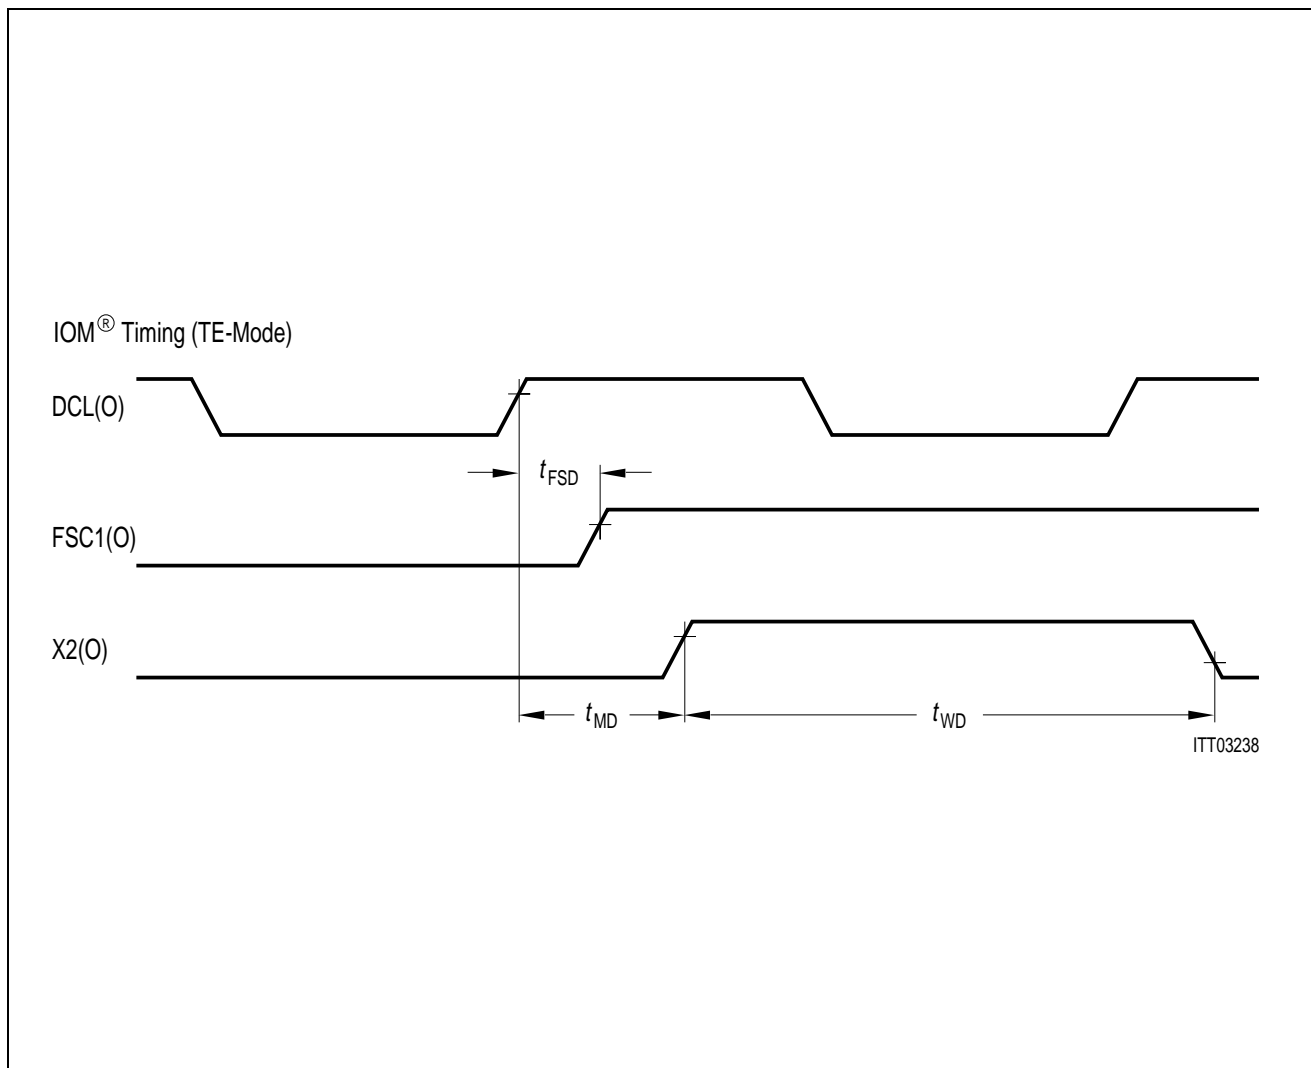 IOM® Timing (TE-Mode)
DCL(O)
tFSD
FSC1(O)
X2(O)
tMD tWD
ITT03238